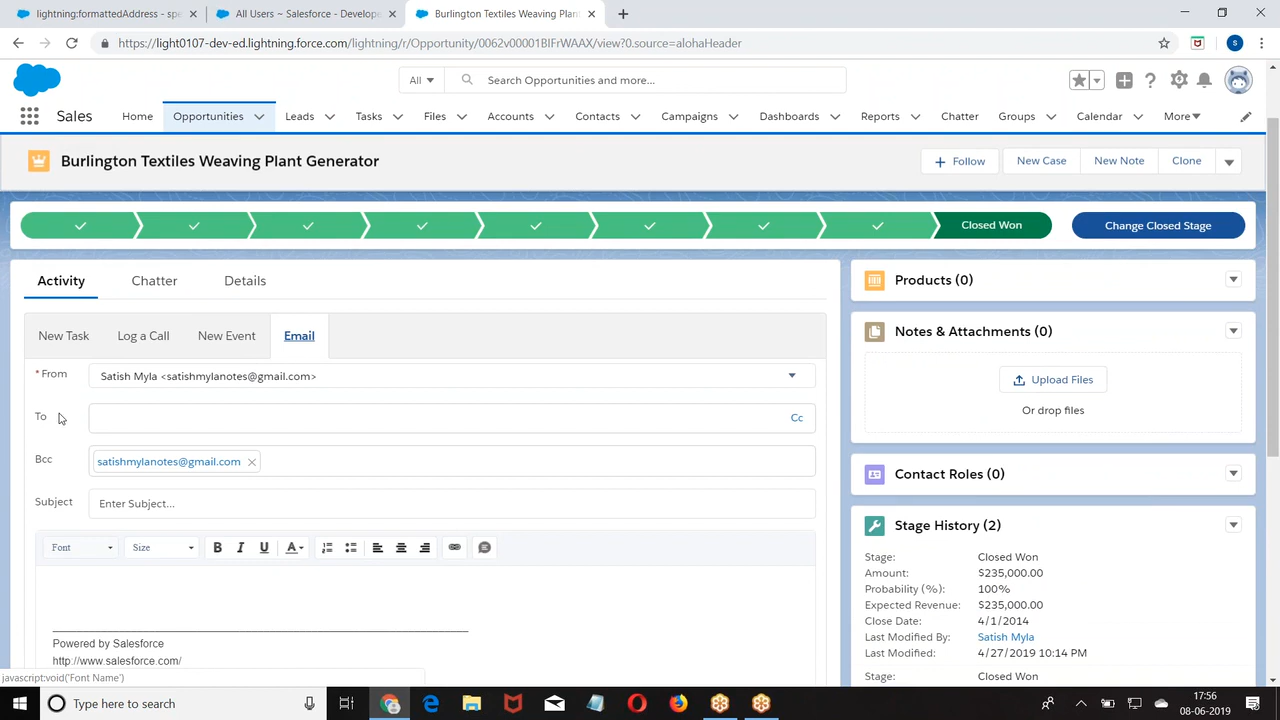 lightning:formattedAddress - spe
All Users ~ Salesforce - Develope
Burlington Textiles Weaving Plant
https://light0107-dev-ed.lightning.force.com/lightning/r/Opportunity/0062v00001BIFrWAAX/view?0.source=alohaHeader
S
All
Search Opportunities and more...
Sales
Home
Opportunities
Leads
Tasks
Files
Accounts
Contacts
Campaigns
Dashboards
Reports
Chatter
Groups
Calendar
More
Burlington Textiles Weaving Plant Generator
Follow
New Case
New Note
Clone
Closed Won
Change Closed Stage
Activity
Chatter
Details
New Task
Log a Call
New Event
Email
* From
Satish Myla <satishmylanotes@gmail.com>
To
Cc
Bcc
satishmylanotes@gmail.com
Subject
Enter Subject...
Font
Size
B
I
U
A
Powered by Salesforce
http://www.salesforce.com/
Products (0)
Notes & Attachments (0)
Upload Files
Or drop files
Contact Roles (0)
Stage History (2)
Stage: Closed Won
Amount: $235,000.00
Probability (%): 100%
Expected Revenue: $235,000.00
Close Date: 4/1/2014
Last Modified By: Satish Myla
Last Modified: 4/27/2019 10:14 PM
Stage: Closed Won
javascript:void('Font Name')
Type here to search
17:56
08-06-2019